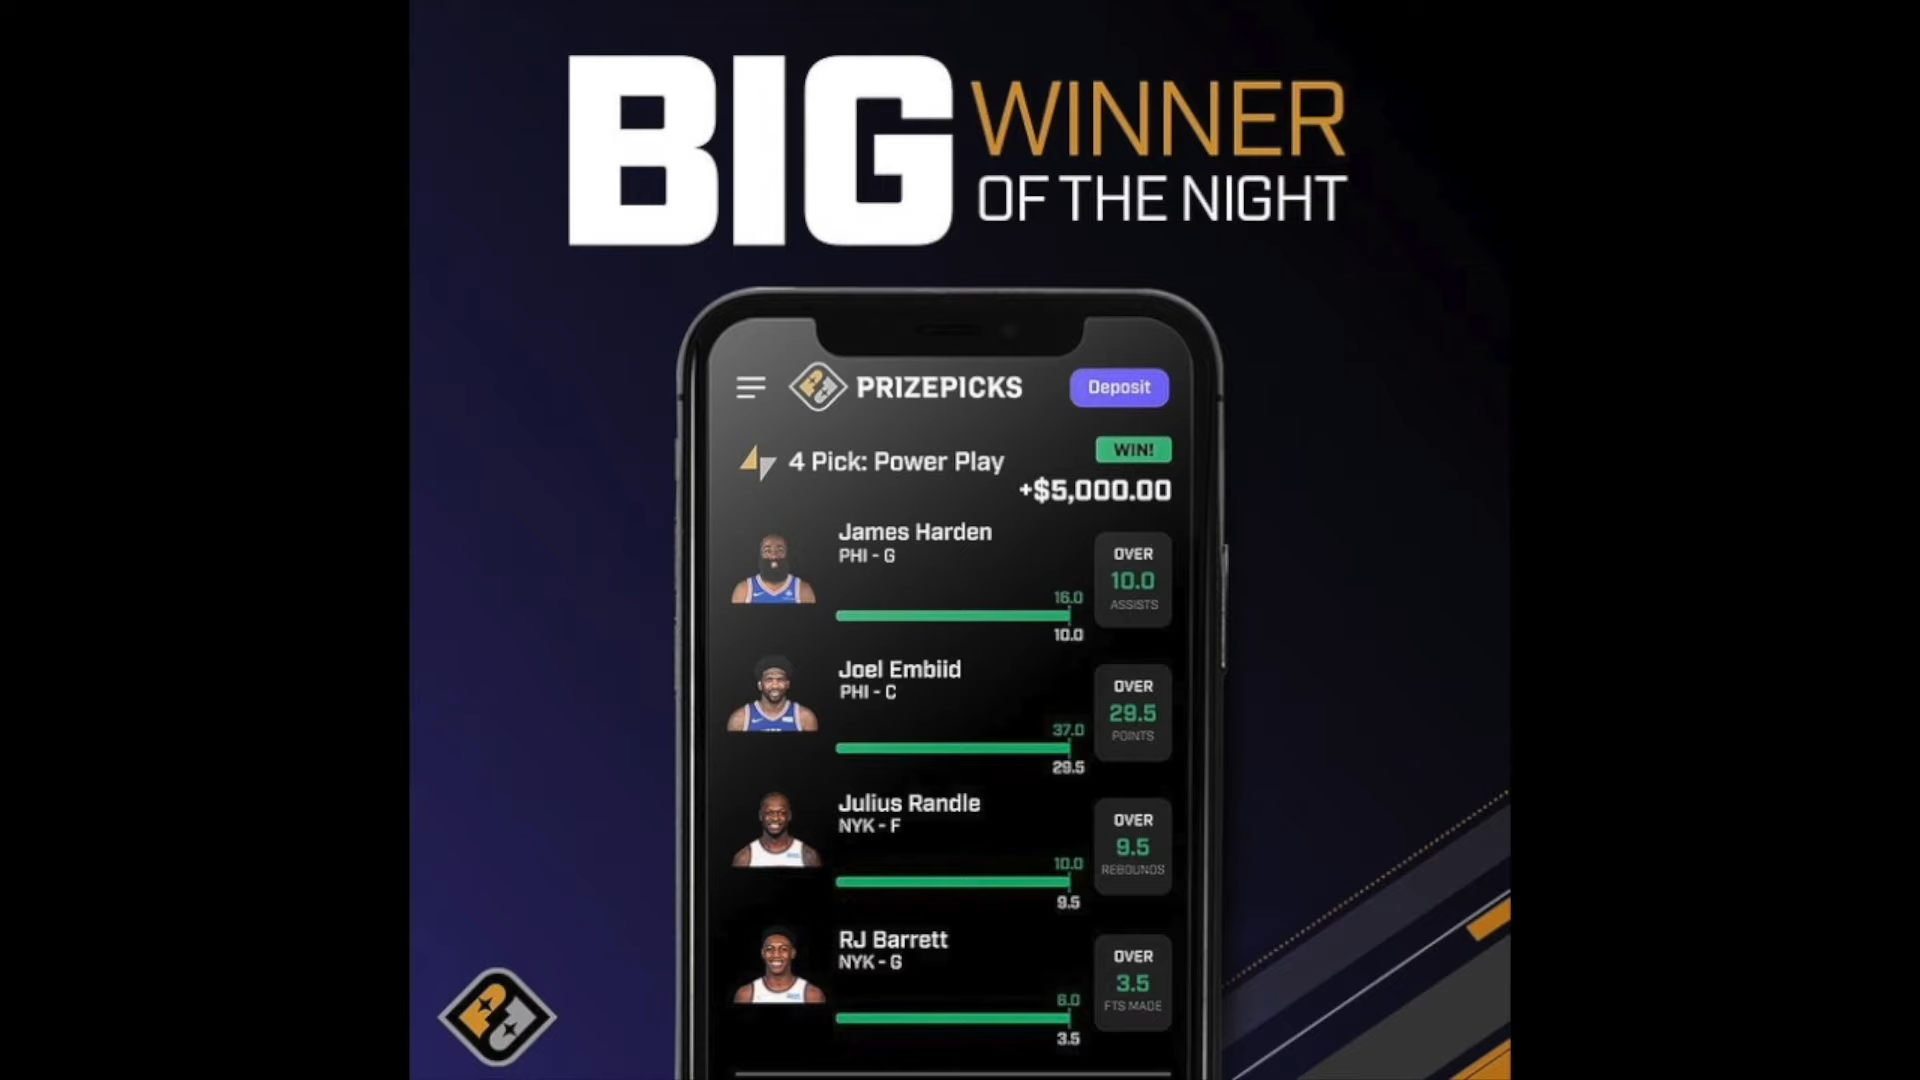 BIG WINNER
OF THE NIGHT
PRIZEPICKS
Deposit
4 Pick: Power Play
WIN!
+$5,000.00
James Harden
PHI - G
16.0
10.0
OVER
10.0
ASSISTS
Joel Embiid
PHI - C
37.0
29.5
OVER
29.5
POINTS
Julius Randle
NYK - F
10.0
9.5
OVER
9.5
REBOUNDS
RJ Barrett
NYK - G
6.0
3.5
OVER
3.5
FTS MADE